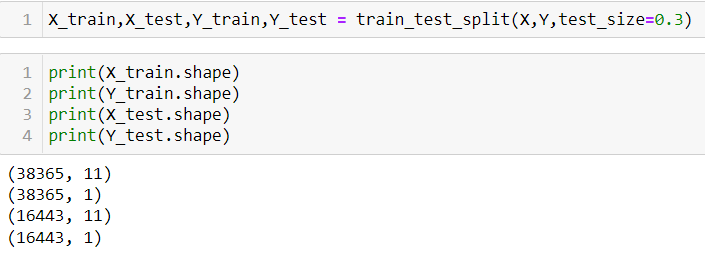 1 X_train,X_test,Y_train,Y_test = train_test_split(X,Y,test_size=0.3)
1 print(X_train.shape)
2 print(Y_train.shape)
3 print(X_test.shape)
4 print(Y_test.shape)
(38365, 11)
(38365, 1)
(16443, 11)
(16443, 1)